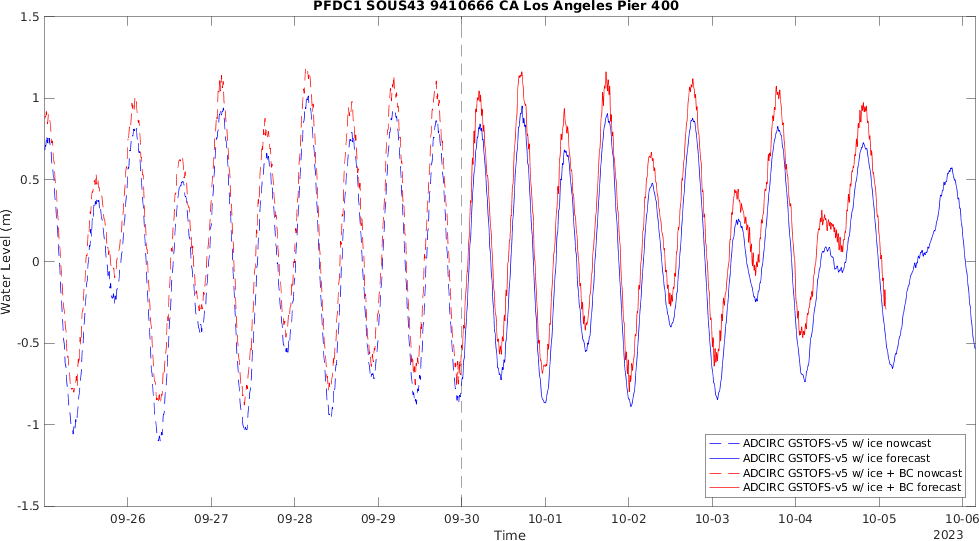 PFDC1 SOUS43 9410666 CA Los Angeles Pier 400
1.5
1
0.5
0
-0.5
-1
-1.5
Water Level (m)
09-26
09-27
09-28
09-29
09-30
10-01
10-02
10-03
10-04
10-05
10-06
Time
2023
ADCIRC GSTOFS-v5 w/ ice nowcast
ADCIRC GSTOFS-v5 w/ ice forecast
ADCIRC GSTOFS-v5 w/ ice + BC nowcast
ADCIRC GSTOFS-v5 w/ ice + BC forecast